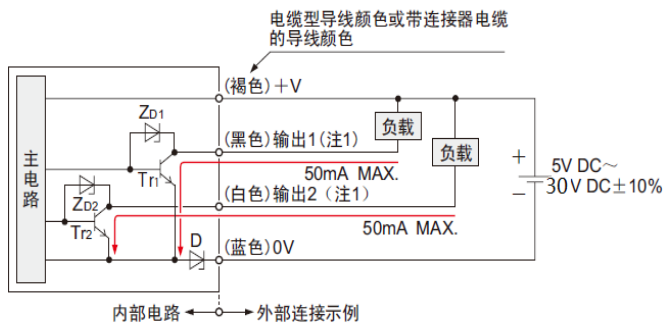 电缆型导线颜色或带连接器电缆
的导线颜色
(褐色)＋V
ZD1
(黑色)输出1(注1)
负载
负载
主电路
Tr1
50mA MAX.
5V DC～
30V DC±10%
＋
－
ZD2
(白色)输出2（注1)
Tr2
50mA MAX.
D
(蓝色)0V
内部电路
外部连接示例